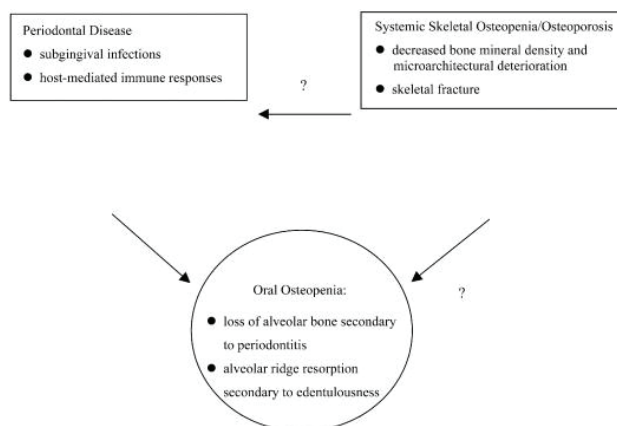 Periodontal Disease
● subgingival infections
● host-mediated immune responses
Systemic Skeletal Osteopenia/Osteoporosis
● decreased bone mineral density and
microarchitectural deterioration
● skeletal fracture
?
Oral Osteopenia:
● loss of alveolar bone secondary
to periodontitis
● alveolar ridge resorption
secondary to edentulousness
?